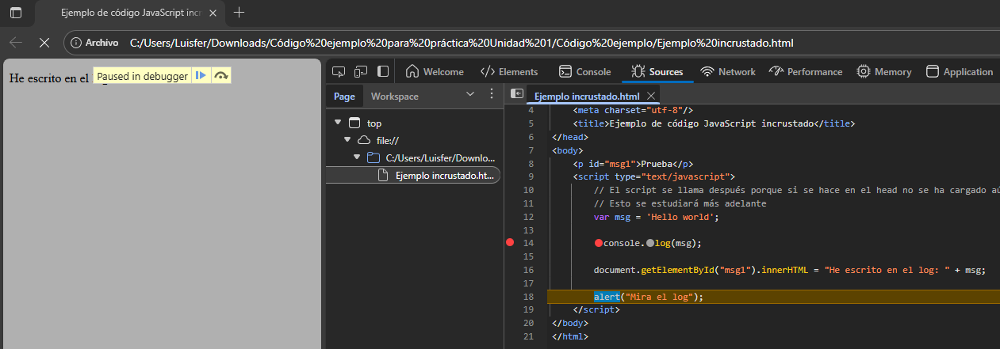 Ejemplo de código JavaScript incr
Archivo C:/Users/Luisfer/Downloads/Código%20ejemplo%20para%20práctica%20Unidad%201/Código%20ejemplo/Ejemplo%20incrustado.html
He escrito en el
Paused in debugger
Welcome Elements Console Sources Network Performance Memory Application
Page Workspace
top
file://
C:/Users/Luisfer/Downlo...
Ejemplo incrustado.ht...
Ejemplo incrustado.html
4 <meta charset="utf-8"/>
5 <title>Ejemplo de código JavaScript incrustado</title>
6 </head>
7 <body>
8 <p id="msg1">Prueba</p>
9 <script type="text/javascript">
10 // El script se llama después porque si se hace en el head no se ha cargado aú
11 // Esto se estudiará más adelante
12 var msg = 'Hello world';
13
14 console.log(msg);
15
16 document.getElementById("msg1").innerHTML = "He escrito en el log: " + msg;
17
18 alert("Mira el log");
19 </script>
20 </body>
21 </html>